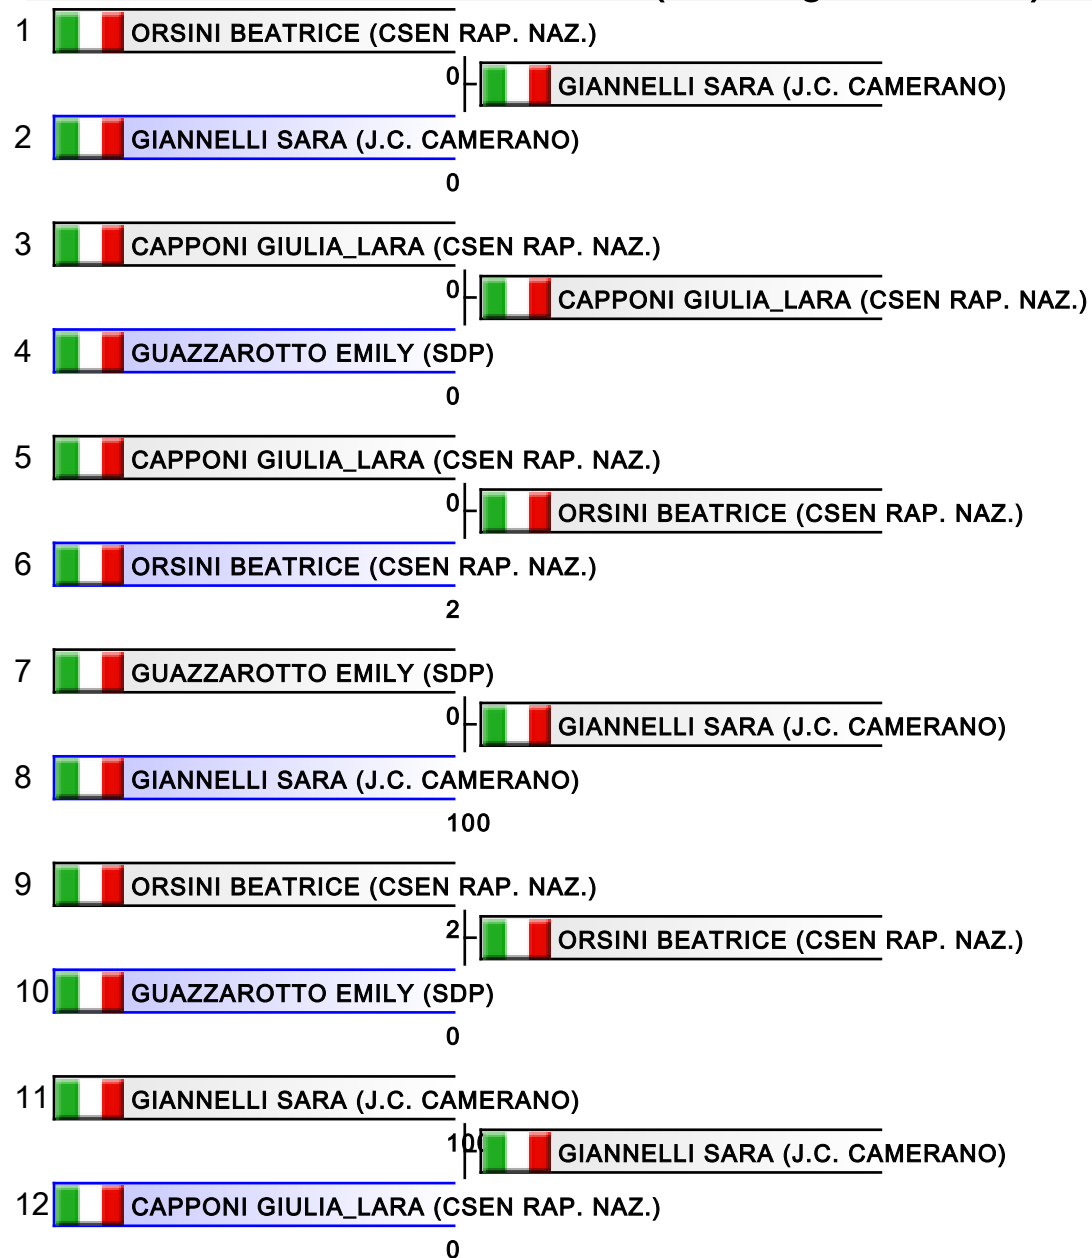 1 ORSINI BEATRICE (CSEN RAP. NAZ.)
0 GIANNELLI SARA (J.C. CAMERANO)
2 GIANNELLI SARA (J.C. CAMERANO)
0
3 CAPPONI GIULIA_LARA (CSEN RAP. NAZ.)
0 CAPPONI GIULIA_LARA (CSEN RAP. NAZ.)
4 GUAZZAROTTO EMILY (SDP)
0
5 CAPPONI GIULIA_LARA (CSEN RAP. NAZ.)
0 ORSINI BEATRICE (CSEN RAP. NAZ.)
6 ORSINI BEATRICE (CSEN RAP. NAZ.)
2
7 GUAZZAROTTO EMILY (SDP)
0 GIANNELLI SARA (J.C. CAMERANO)
8 GIANNELLI SARA (J.C. CAMERANO)
100
9 ORSINI BEATRICE (CSEN RAP. NAZ.)
2 ORSINI BEATRICE (CSEN RAP. NAZ.)
10 GUAZZAROTTO EMILY (SDP)
0
11 GIANNELLI SARA (J.C. CAMERANO)
100 GIANNELLI SARA (J.C. CAMERANO)
12 CAPPONI GIULIA_LARA (CSEN RAP. NAZ.)
0